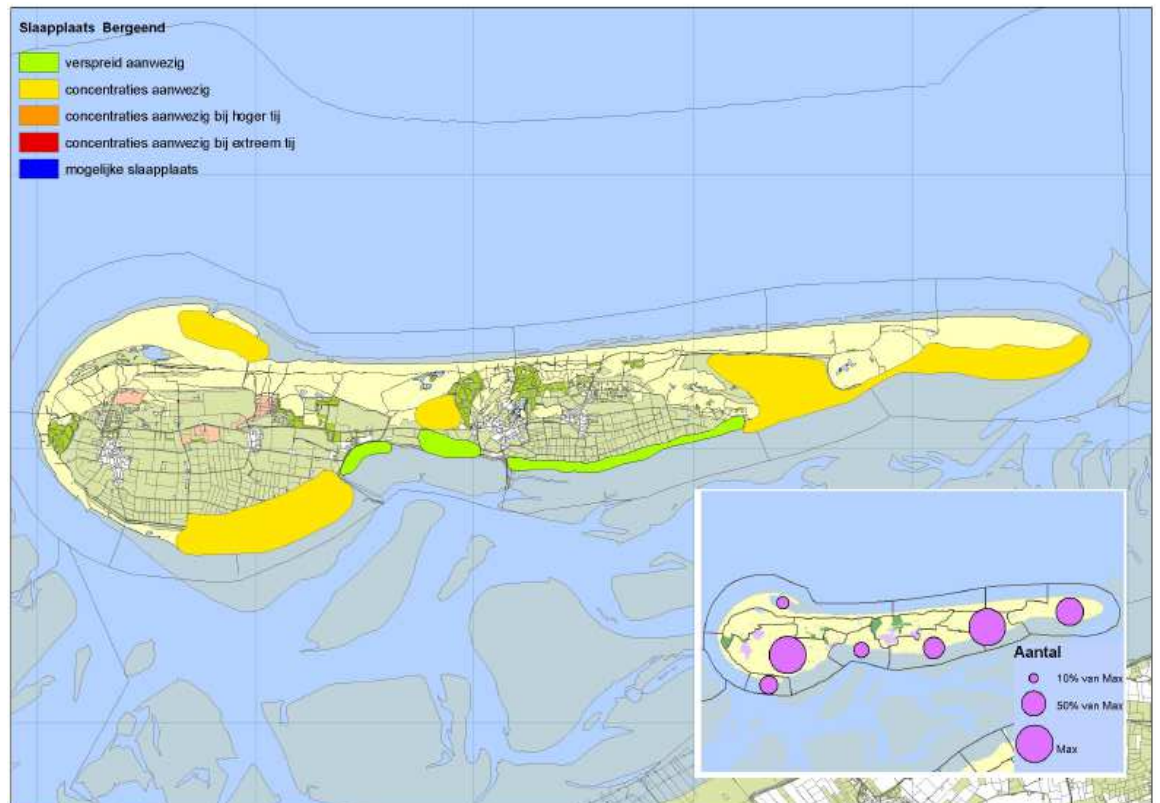 Slaapplaats Bergeend
verspreid aanwezig
concentraties aanwezig
concentraties aanwezig bij hoger tij
concentraties aanwezig bij extreem tij
mogelijke slaapplaats
Aantal
10% van Max
50% van Max
Max